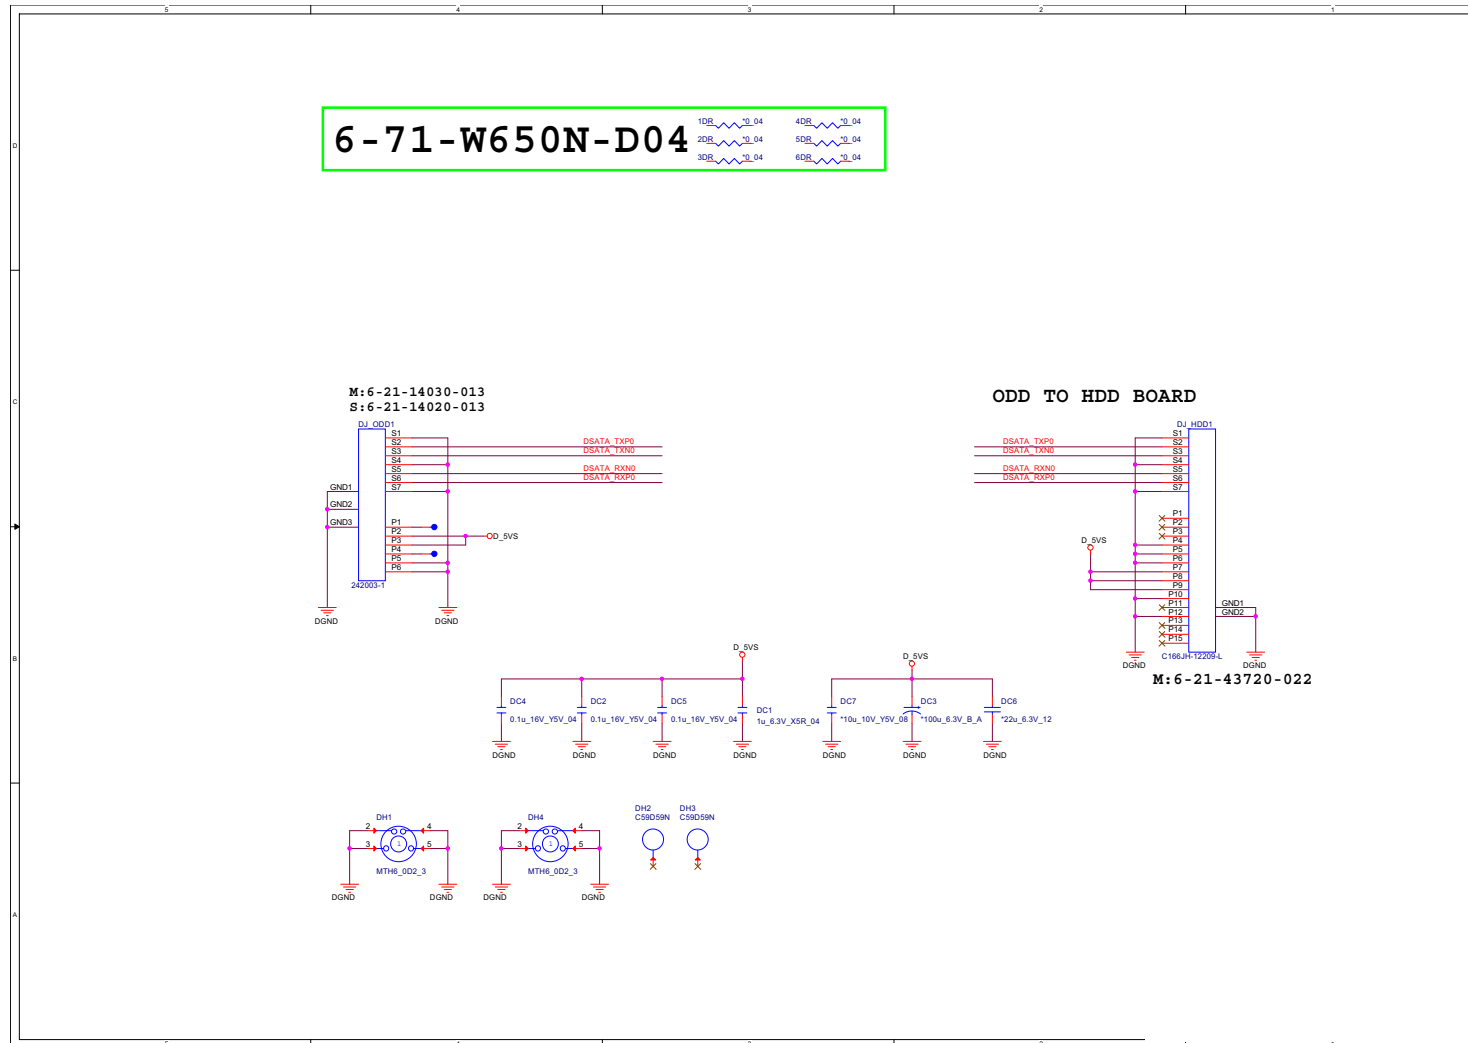 5 4 3 2 1
D
C
B
A
6-71-W650N-D04
1DR *0_04 4DR *0_04
2DR *0_04 5DR *0_04
3DR *0_04 6DR *0_04
M:6-21-14030-013
S:6-21-14020-013
DJ_ODD1
S1
S2
S3
S4
S5
S6
S7
P1
P2
P3
P4
P5
P6
GND1
GND2
GND3
242003-1
DSATA_TXP0
DSATA_TXN0
DSATA_RXN0
DSATA_RXP0
D_5VS
DGND
DGND
ODD TO HDD BOARD
DJ_HDD1
DSATA_TXP0
DSATA_TXN0
DSATA_RXN0
DSATA_RXP0
S1
S2
S3
S4
S5
S6
S7
P1
P2
P3
P4
P5
P6
P7
P8
P9
P10
P11
P12
P13
P14
P15
D_5VS
GND1
GND2
DGND
C166JH-12209-L
DGND
M:6-21-43720-022
D_5VS
D_5VS
DC4
0.1u_16V_Y5V_04
DC2
0.1u_16V_Y5V_04
DC5
0.1u_16V_Y5V_04
DC1
1u_6.3V_X5R_04
DC7
*10u_10V_Y5V_08
DC3
*100u_6.3V_B_A
DC6
*22u_6.3V_12
DGND DGND DGND DGND DGND DGND DGND
DH1
2 4
3 1 5
MTH6_0D2_3
DGND DGND
DH4
2 4
3 1 5
MTH6_0D2_3
DGND DGND
DH2
C59D59N
DH3
C59D59N